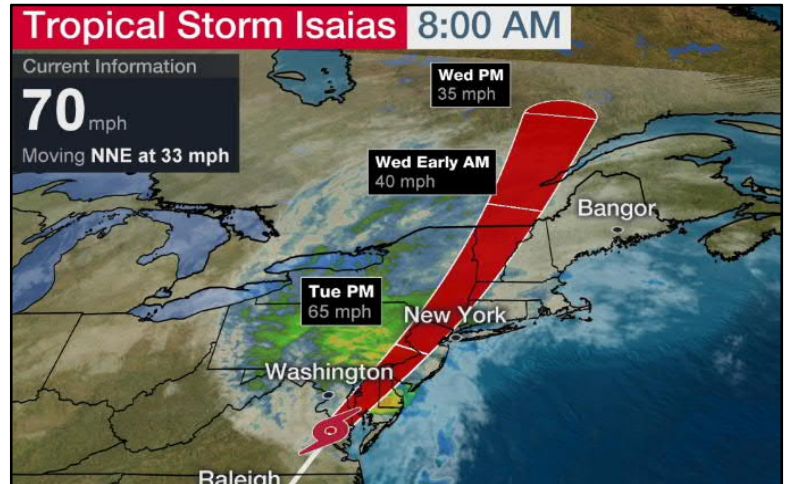 Tropical Storm Isaias 8:00 AM
Current Information
70 mph
Moving NNE at 33 mph
Wed PM
35 mph
Wed Early AM
40 mph
Bangor
Tue PM
65 mph
New York
Washington
Raleigh